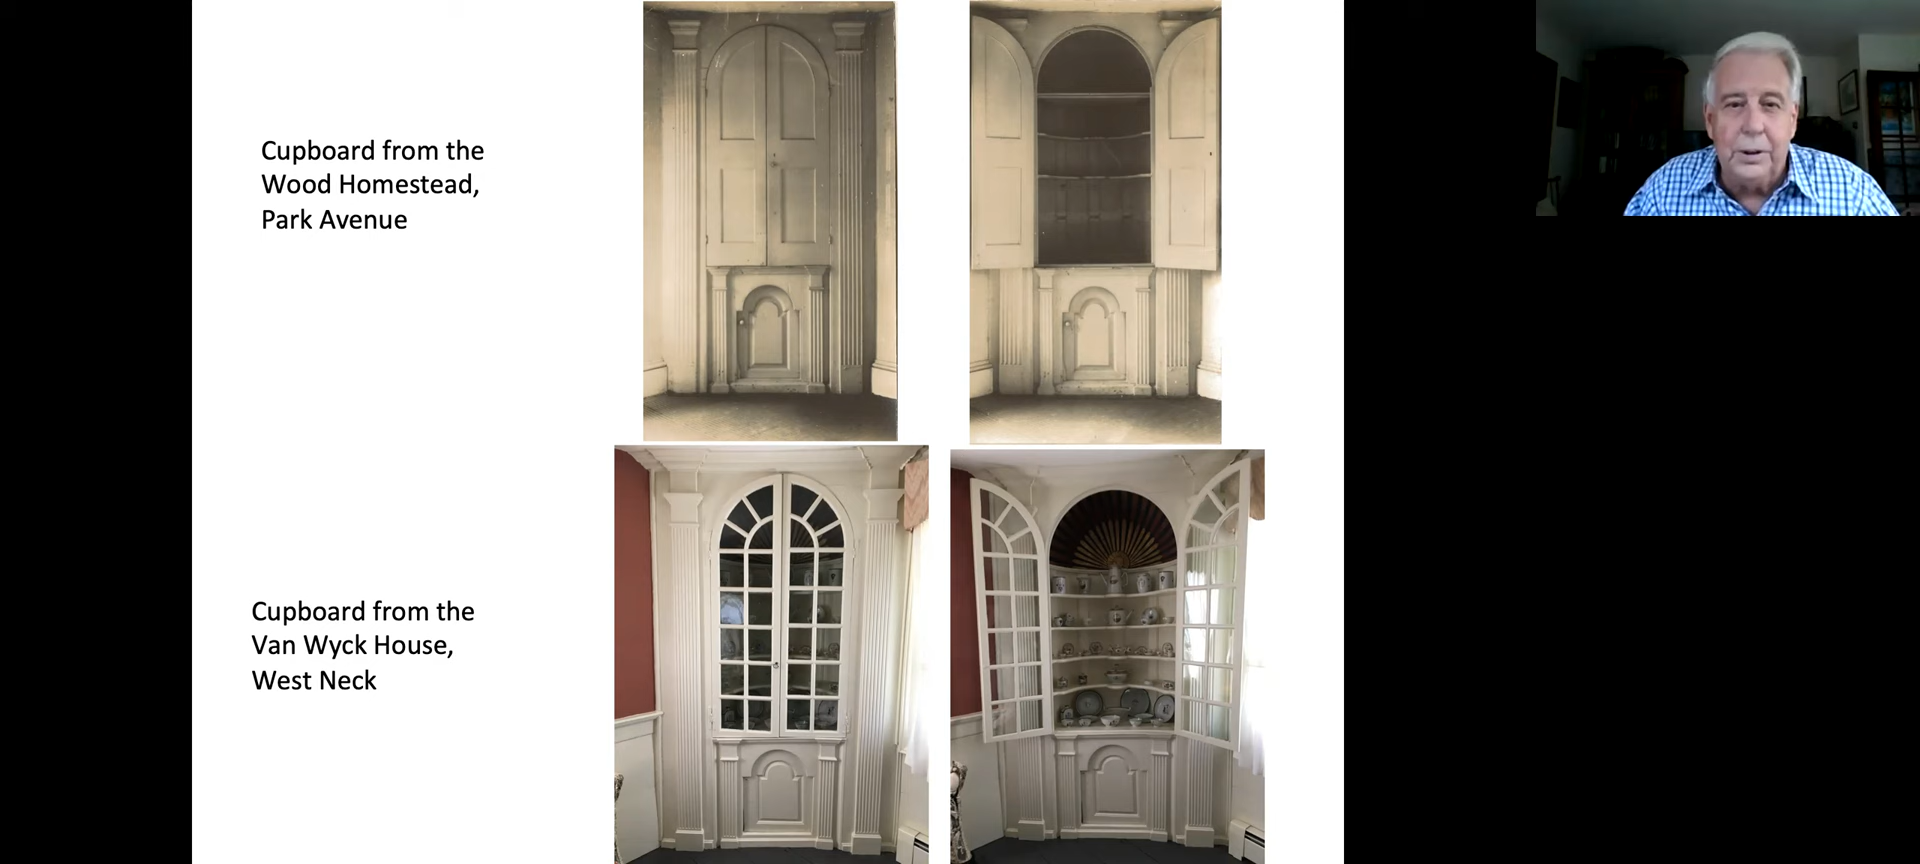 Cupboard from the
Wood Homestead,
Park Avenue
Cupboard from the
Van Wyck House,
West Neck